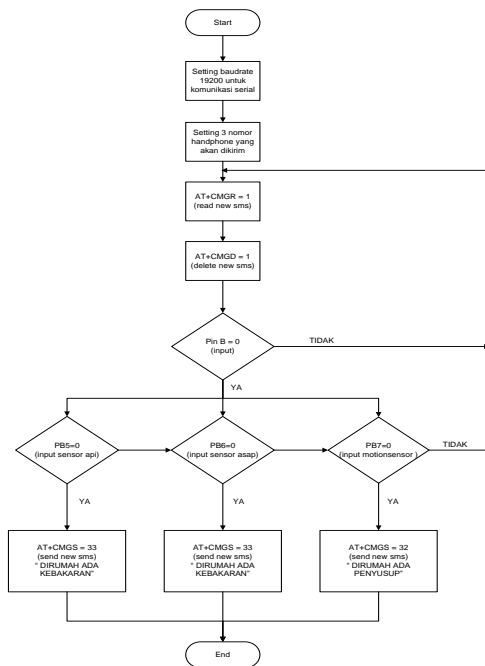 Start
Setting baudrate
19200 untuk
komunikasi serial
Setting 3 nomor
handphone yang
akan dikirim
AT+CMGR = 1
(read new sms)
AT+CMGD = 1
(delete new sms)
Pin B = 0
(input)
TIDAK
YA
PB5=0
(input sensor api)
PB6=0
(input sensor asap)
PB7=0
(input motionsensor )
TIDAK
YA
YA
YA
AT+CMGS = 33
(send new sms)
" DIRUMAH ADA
KEBAKARAN"
AT+CMGS = 33
(send new sms)
" DIRUMAH ADA
KEBAKARAN"
AT+CMGS = 32
(send new sms)
" DIRUMAH ADA
PENYUSUP"
End